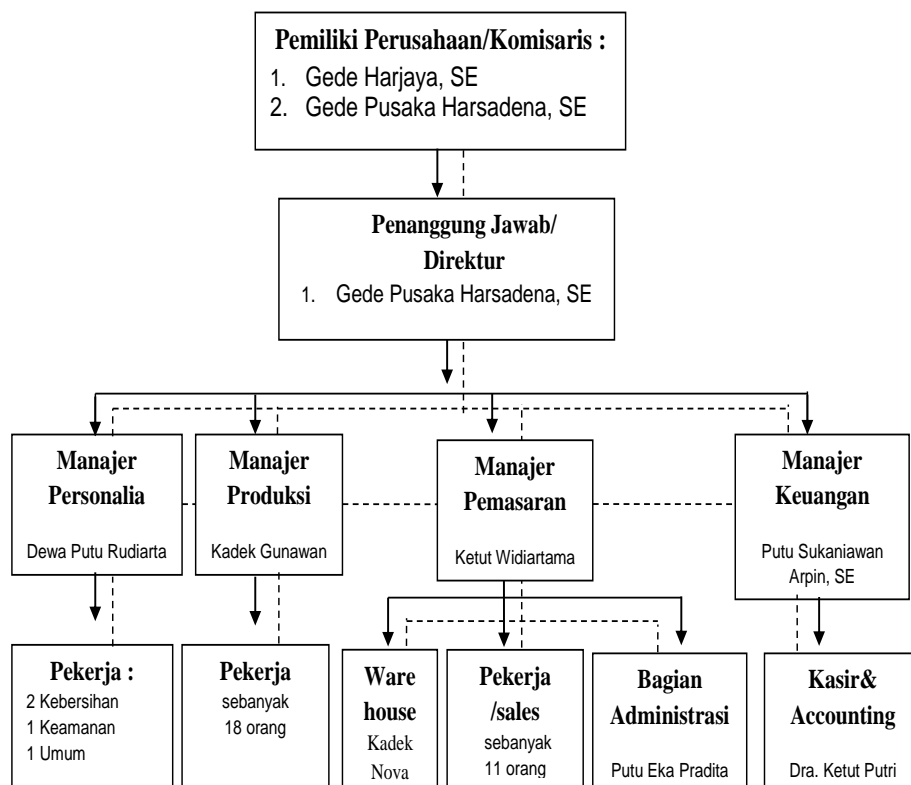 Pemiliki Perusahaan/Komisaris :
1. Gede Harjaya, SE
2. Gede Pusaka Harsadena, SE
Penanggung Jawab/
Direktur
1. Gede Pusaka Harsadena, SE
Manajer
Personalia
Dewa Putu Rudiarta
Manajer
Produksi
Kadek Gunawan
Manajer
Pemasaran
Ketut Widiartama
Manajer
Keuangan
Putu Sukaniawan
Arpin, SE
Pekerja :
2 Kebersihan
1 Keamanan
1 Umum
Pekerja
sebanyak
18 orang
Ware
house
Kadek
Nova
Pekerja
/sales
sebanyak
11 orang
Bagian
Administrasi
Putu Eka Pradita
Kasir&
Accounting
Dra. Ketut Putri